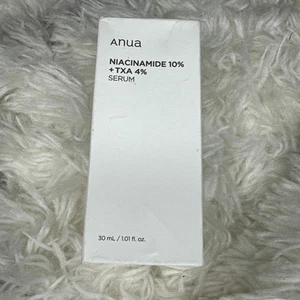 Anua
NIACINAMIDE 10%
+ TXA 4%
SERUM
30 mL / 1.01 fl. oz.